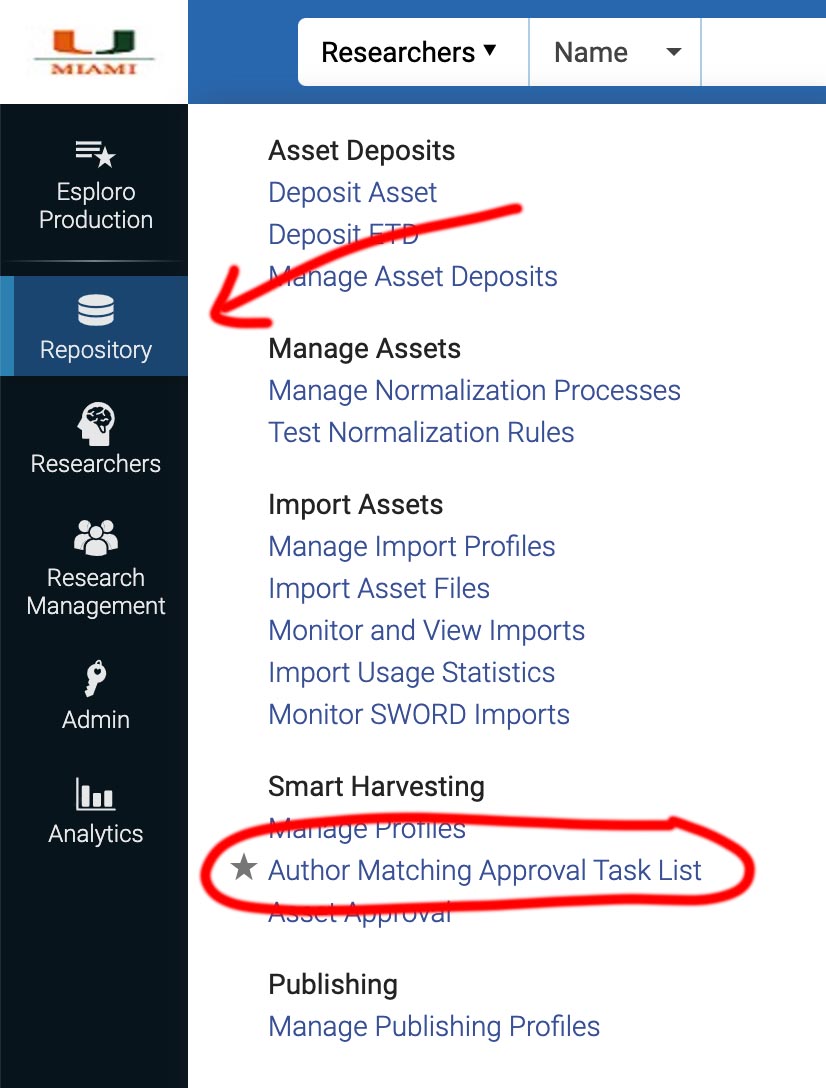 MIAMI
Researchers
Name
Esploro
Production
Repository
Researchers
Research
Management
Admin
Analytics
Asset Deposits
Deposit Asset
Deposit ETD
Manage Asset Deposits
Manage Assets
Manage Normalization Processes
Test Normalization Rules
Import Assets
Manage Import Profiles
Import Asset Files
Monitor and View Imports
Import Usage Statistics
Monitor SWORD Imports
Smart Harvesting
Manage Profiles
Author Matching Approval Task List
Asset Approval
Publishing
Manage Publishing Profiles